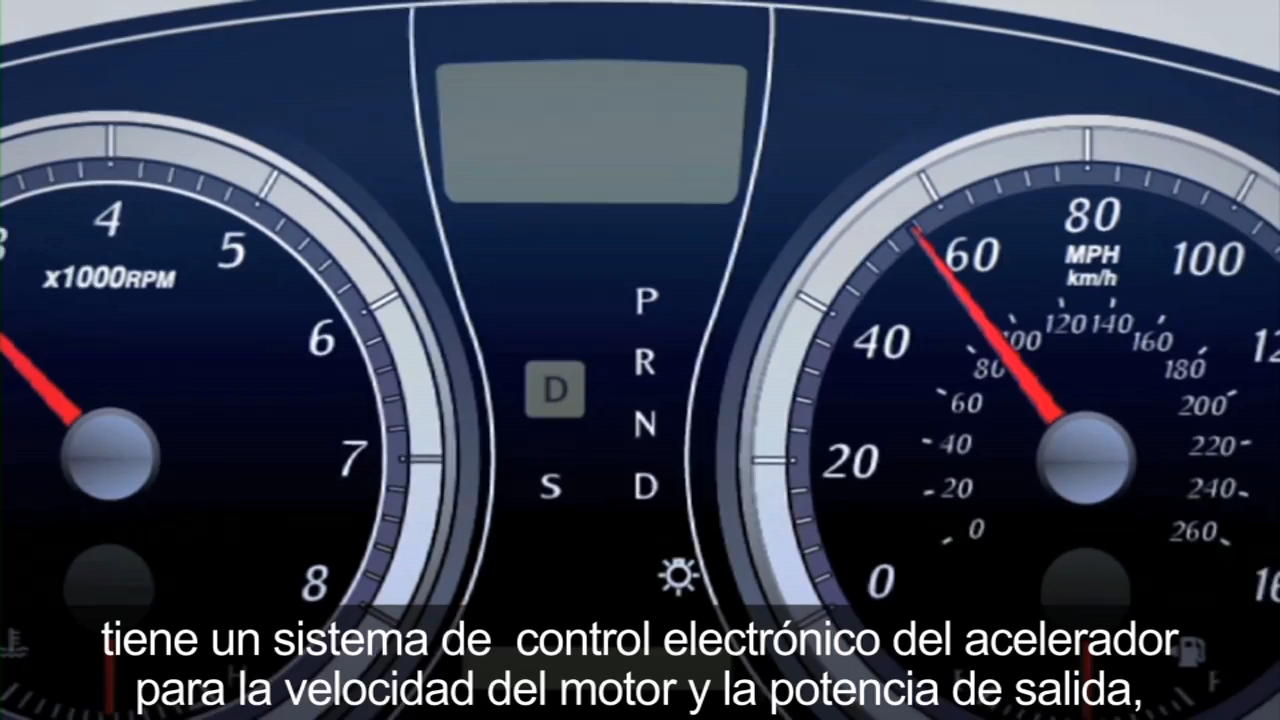 4
5
x1000RPM
6
7
8
P
R
N
D
D
S
80
MPH
km/h
60
100
40
20
0
120
140
160
80
180
60
200
40
220
20
240
0
260
H
F
tiene un sistema de control electrónico del acelerador
para la velocidad del motor y la potencia de salida,